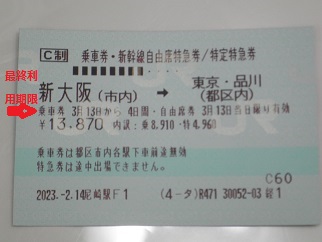 C制 乗車券・新幹線自由席特急券/特定特急券
最終利
用期限
新大阪 → 東京・品川
(市内) (都区内)
乗車券 3月13日から 4日間・自由席券 3月13日当日限り有効
¥13,870 内訳:乗8,910・特4,960
乗車券は都区市内各駅下車前途無効
特急券は途中出場できません。
C60
2023.-2.14尼崎駅F1 (4-タ) R471 30052-03